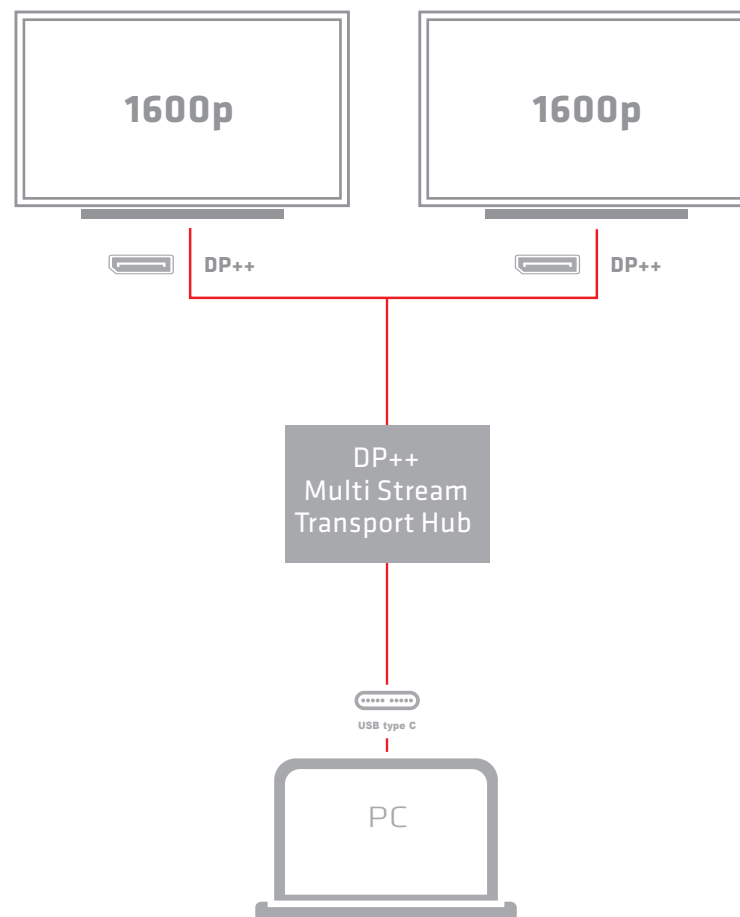 1600p
1600p
DP++
DP++
DP++
Multi Stream
Transport Hub
USB type C
PC